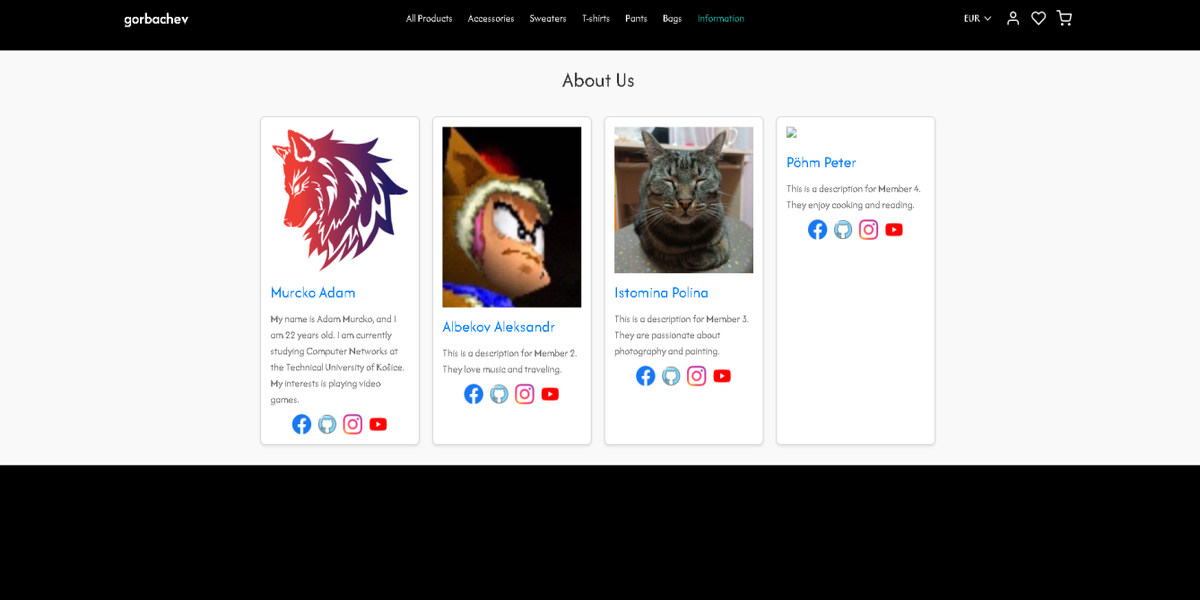 gorbachev
All Products Accessories Sweaters T-shirts Pants Bags Information
EUR
About Us
Murcko Adam
My name is Adam Murcko, and I
am 22 years old. I am currently
studying Computer Networks at
the Technical University of Košice.
My interests is playing video
games.
Albekov Aleksandr
This is a description for Member 2.
They love music and traveling.
Istomina Polina
This is a description for Member 3.
They are passionate about
photography and painting.
Pöhm Peter
This is a description for Member 4.
They enjoy cooking and reading.